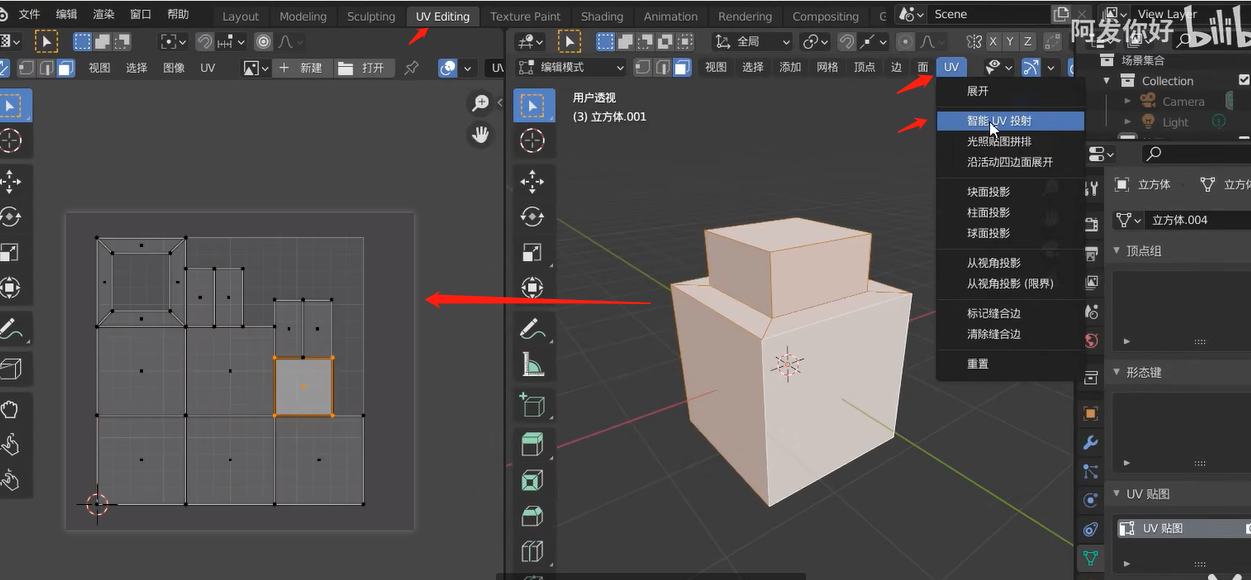 文件 编辑 渲染 窗口 帮助 Layout Modeling Sculpting UV Editing Texture Paint Shading Animation Rendering Compositing Scene View Layer
阿发你好 bilib
全局 X Y Z
视图 选择 图像 UV 新建 打开 UV
编辑模式 视图 选择 添加 网格 顶点 边 面 UV
场景集合
Collection
Camera
Light
用户透视
(3) 立方体.001
展开
智能 UV 投射
光照贴图拼排
沿活动四边面展开
块面投影
柱面投影
球面投影
从视角投影
从视角投影 (限界)
标记缝合边
清除缝合边
重置
立方体 立方
立方体.004
顶点组
形态键
UV 贴图
UV 贴图